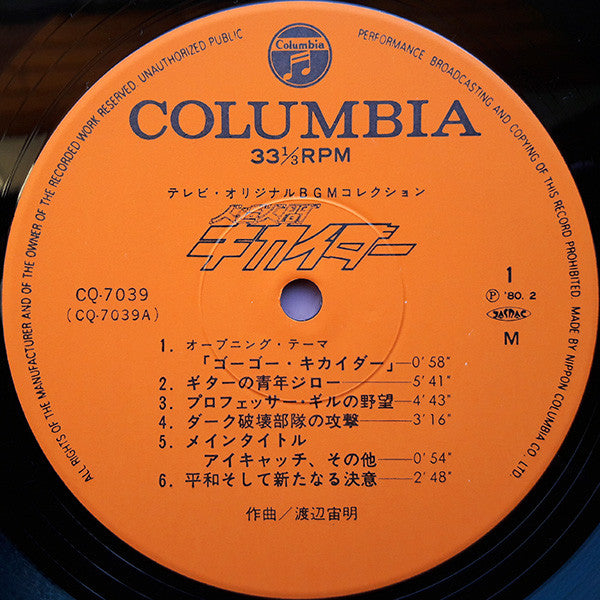 Columbia
COLUMBIA
33⅓RPM
テレビ・オリジナルBGMコレクション
人造人間
キカイダー
CQ-7039
(CQ-7039A)
1
Ⓟ '80. 2
JASRAC
M
1. オープニング・テーマ
「ゴーゴー・キカイダー」—0′58″
2. ギターの青年ジロー—5′41″
3. プロフェッサー・ギルの野望—4′43″
4. ダーク破壊部隊の攻撃—3′16″
5. メインタイトル
アイキャッチ、その他—0′54″
6. 平和そして新たなる決意—2′48″
作曲/渡辺宙明
ALL RIGHTS OF THE MANUFACTURER AND OF THE OWNER OF THE RECORDED WORK RESERVED. UNAUTHORIZED PUBLIC PERFORMANCE, BROADCASTING AND COPYING OF THIS RECORD PROHIBITED. MADE BY NIPPON COLUMBIA CO., LTD.